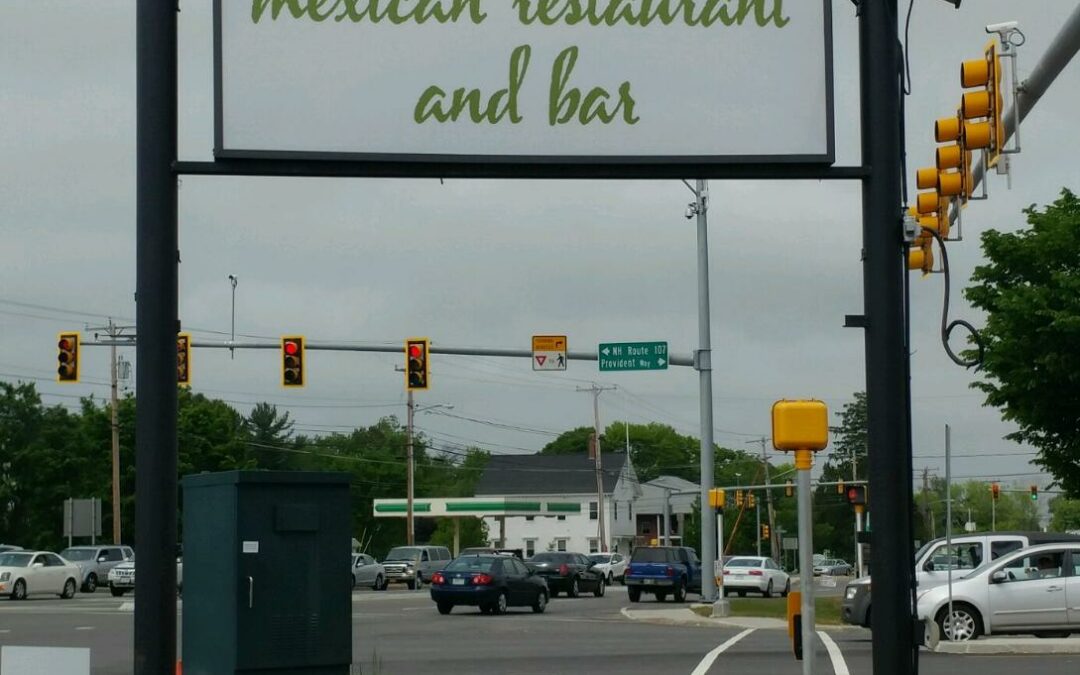 mexican restaurant
and bar
NH Route 107
Provident Way